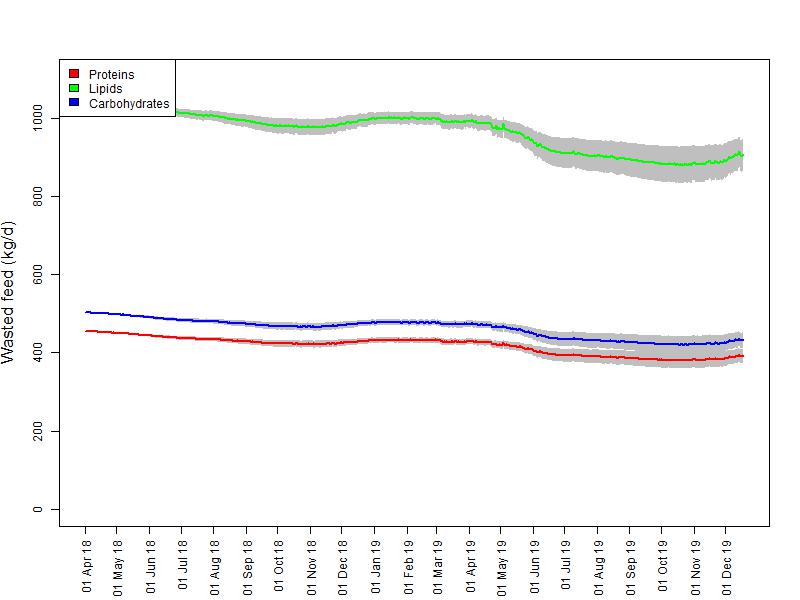 Proteins
Lipids
Carbohydrates
Wasted feed (kg/d)
1000
800
600
400
200
0
01 Apr 18
01 May 18
01 Jun 18
01 Jul 18
01 Aug 18
01 Sep 18
01 Oct 18
01 Nov 18
01 Dec 18
01 Jan 19
01 Feb 19
01 Mar 19
01 Apr 19
01 May 19
01 Jun 19
01 Jul 19
01 Aug 19
01 Sep 19
01 Oct 19
01 Nov 19
01 Dec 19